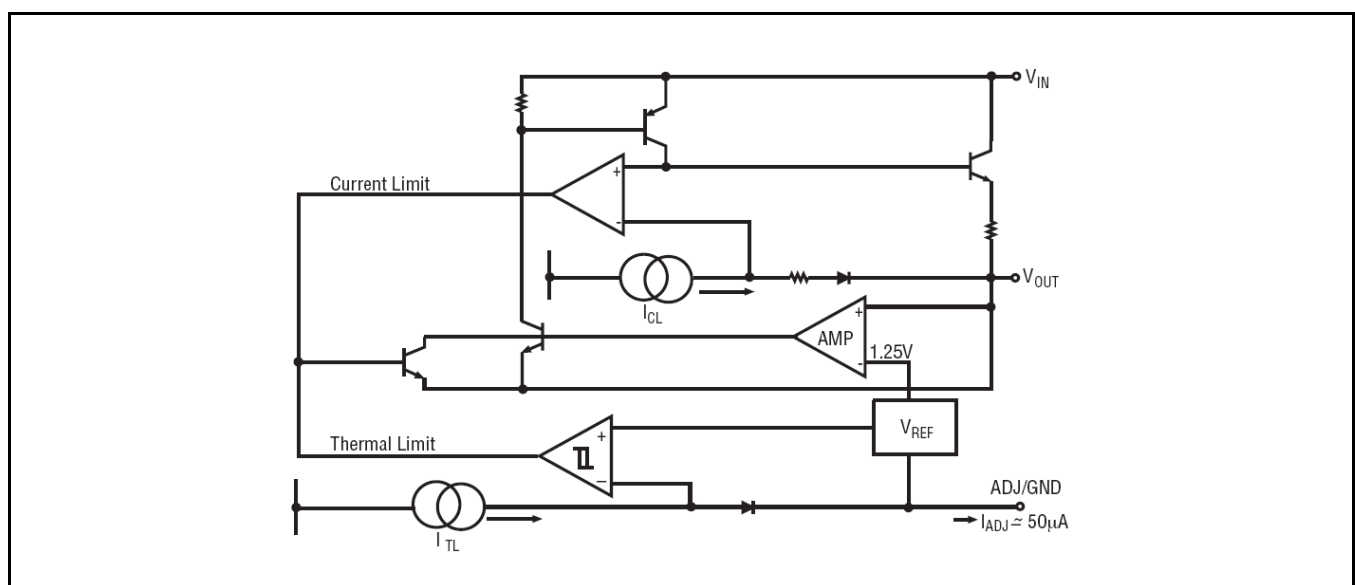 V_IN
+
Current Limit
-
V_OUT
I_CL
+
AMP
1.25V
-
V_REF
+
Thermal Limit
–
ADJ/GND
I_ADJ ≃ 50µA
I_TL